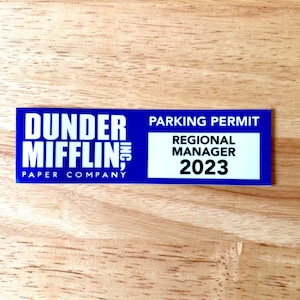 DUNDER
MIFFLIN, INC.
PAPER COMPANY
PARKING PERMIT
REGIONAL
MANAGER
2023